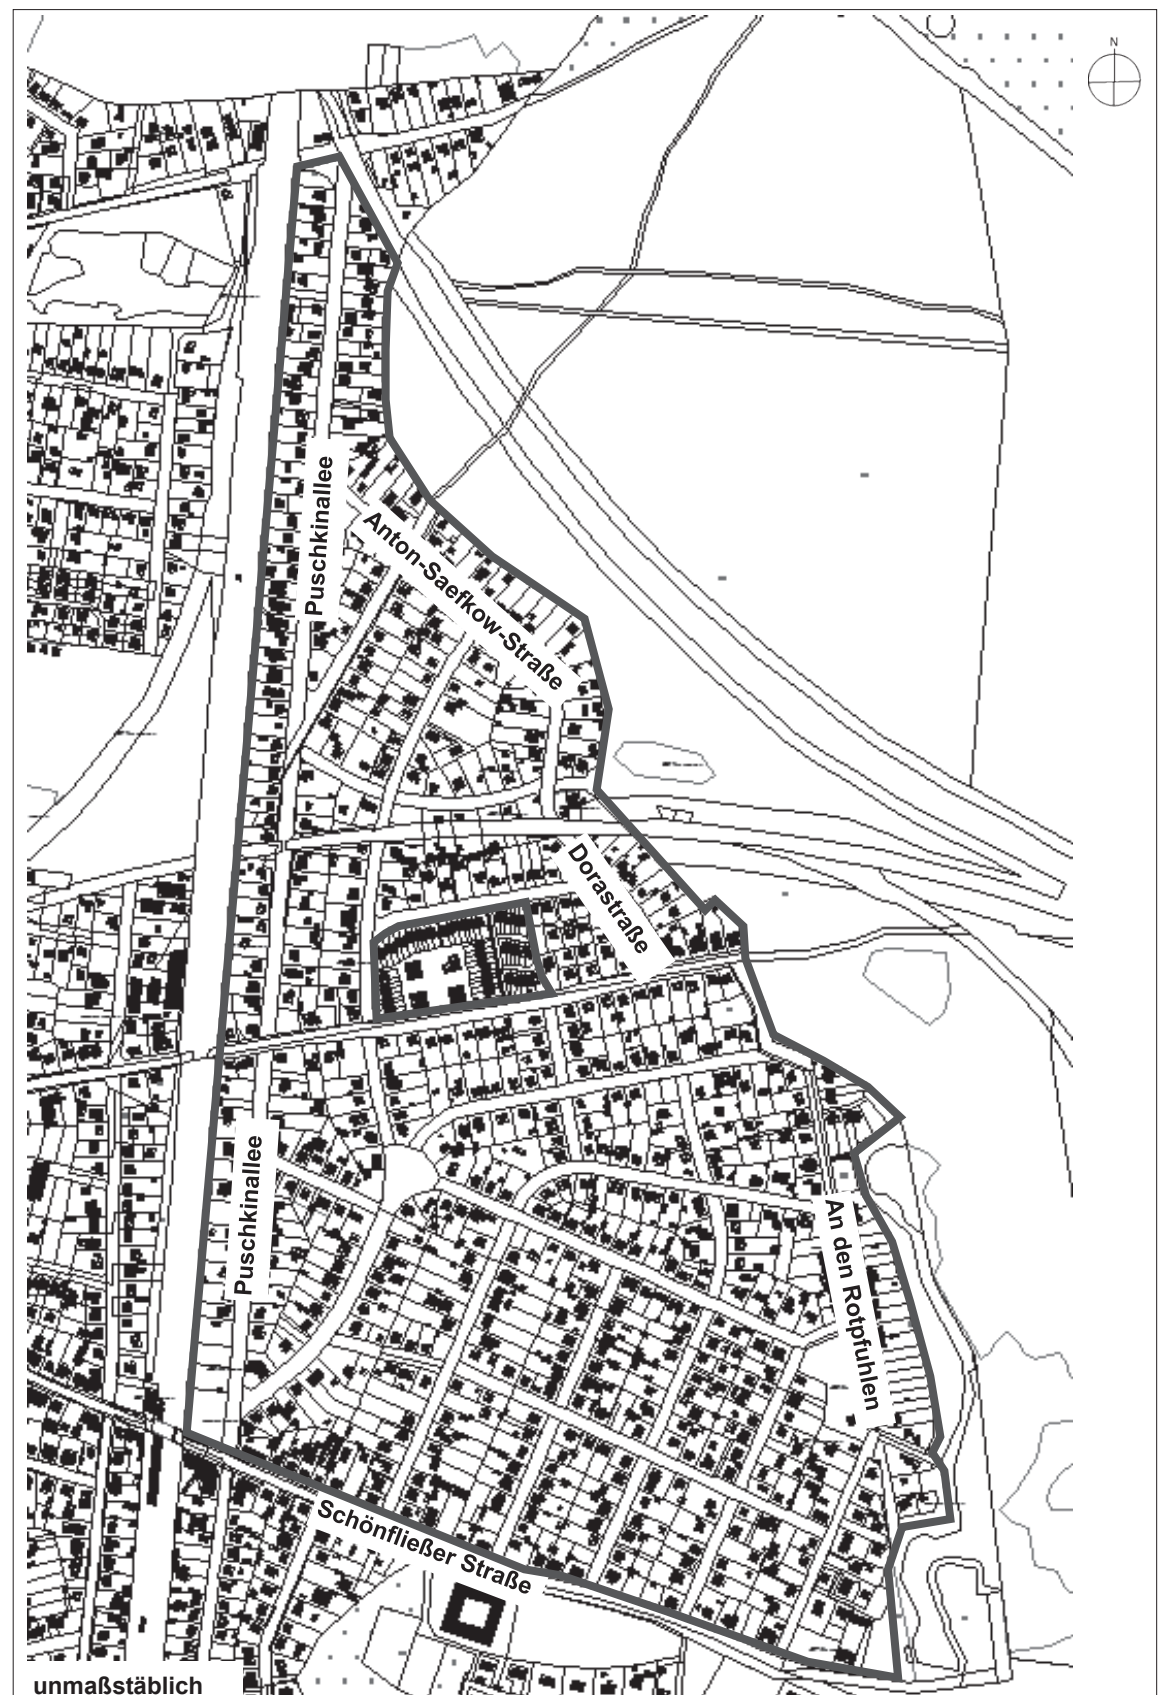 N
Puschkinallee
Anton-Saefkow-Straße
Dorastraße
Puschkinallee
An den Rotpfuhlen
Schönfließer Straße
unmaßstäblich